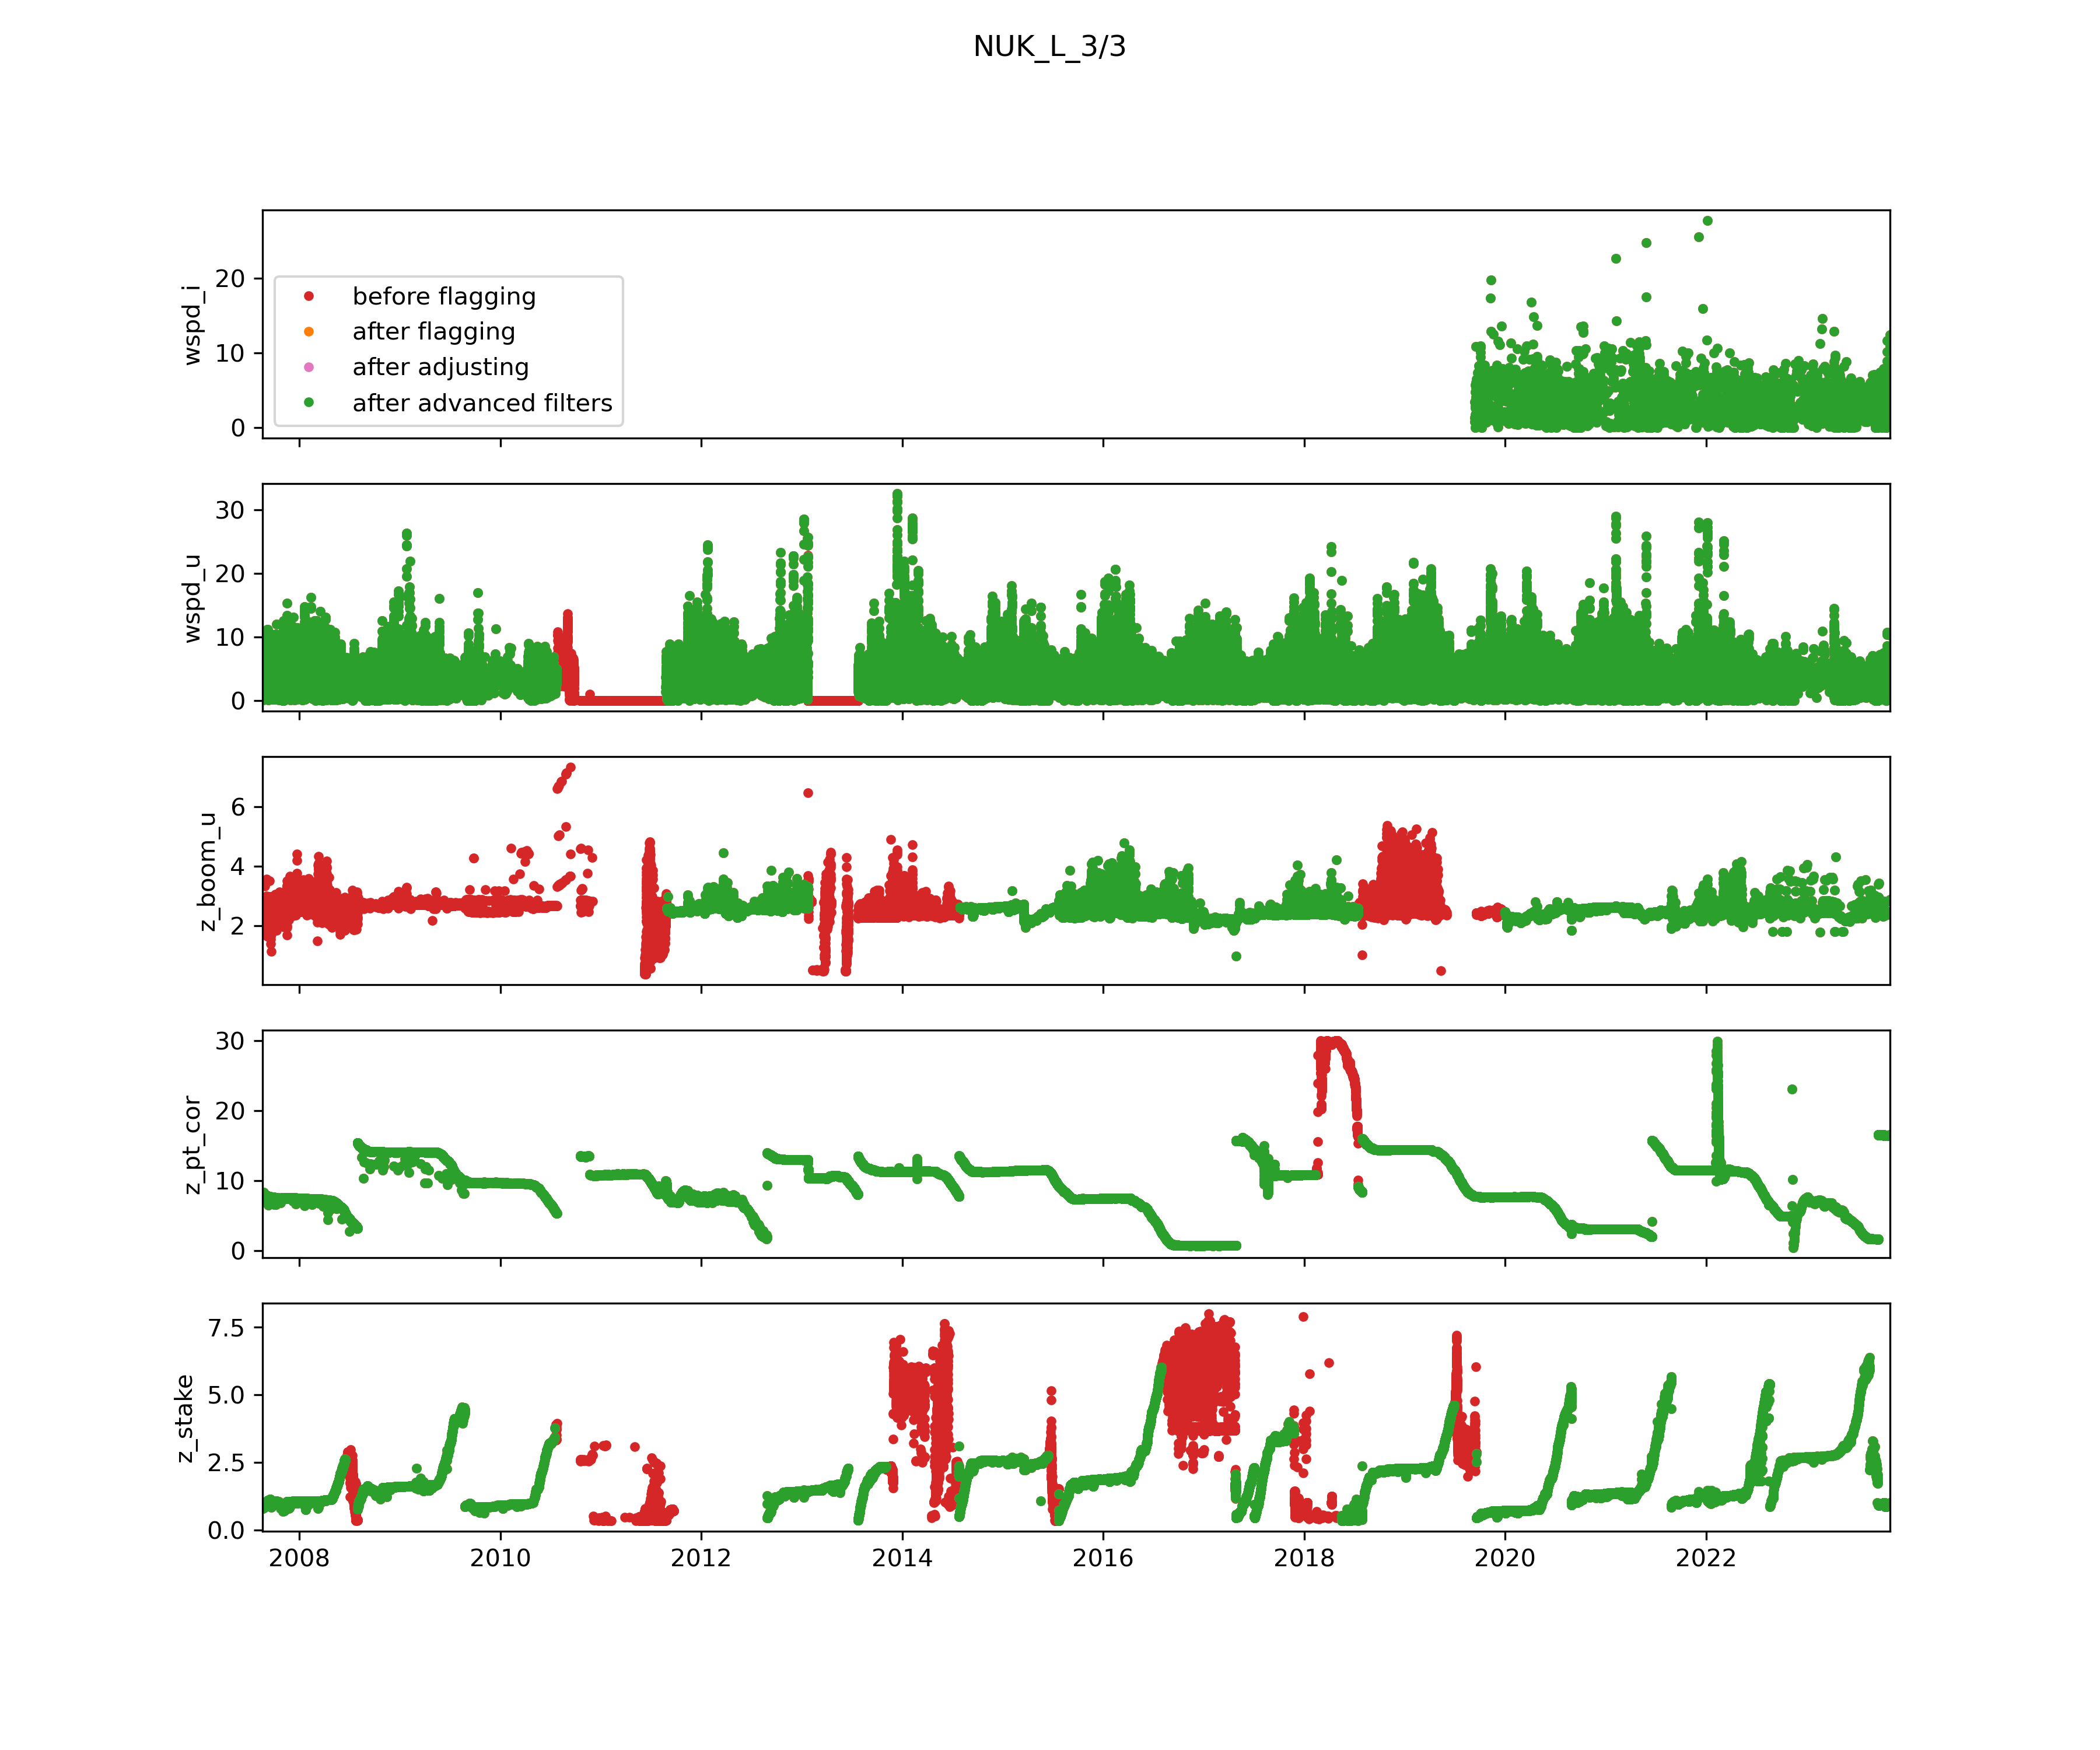 NUK_L_3/3
wspd_i
20
10
0
before flagging
after flagging
after adjusting
after advanced filters
wspd_u
30
20
10
0
z_boom_u
6
4
2
z_pt_cor
30
20
10
0
z_stake
7.5
5.0
2.5
0.0
2008 2010 2012 2014 2016 2018 2020 2022